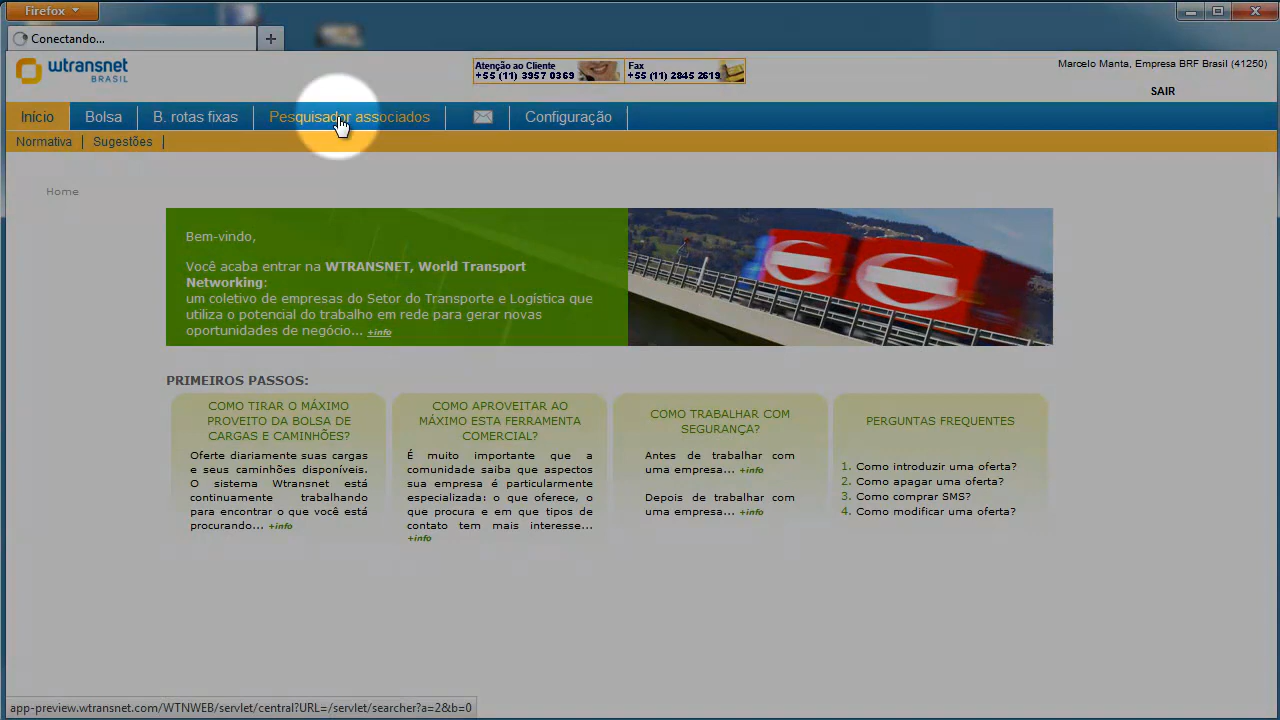 Firefox
Conectando...
wtransnet
BRASIL
Atenção ao Cliente
+55 (11) 3957 0369
Fax
+55 (11) 2845 2619
Marcelo Manta, Empresa BRF Brasil (41250)
SAIR
Início
Bolsa
B. rotas fixas
Pesquisador associados
Configuração
Normativa
Sugestões
Home
Bem-vindo,
Você acaba entrar na WTRANSNET, World Transport
Networking:
um coletivo de empresas do Setor do Transporte e Logística que
utiliza o potencial do trabalho em rede para gerar novas
oportunidades de negócio... +info
PRIMEIROS PASSOS:
COMO TIRAR O MÁXIMO
PROVEITO DA BOLSA DE
CARGAS E CAMINHÕES?
Oferte diariamente suas cargas
e seus caminhões disponíveis.
O sistema Wtransnet está
continuamente trabalhando
para encontrar o que você está
procurando... +info
COMO APROVEITAR AO
MÁXIMO ESTA FERRAMENTA
COMERCIAL?
É muito importante que a
comunidade saiba que aspectos
sua empresa é particularmente
especializada: o que oferece, o
que procura e em que tipos de
contato tem mais interesse...
+info
COMO TRABALHAR COM
SEGURANÇA?
Antes de trabalhar com
uma empresa... +info
Depois de trabalhar com
uma empresa... +info
PERGUNTAS FREQUENTES
1. Como introduzir uma oferta?
2. Como apagar uma oferta?
3. Como comprar SMS?
4. Como modificar uma oferta?
app-preview.wtransnet.com/WTNWEB/servlet/central?URL=/servlet/searcher?a=2&tb=0